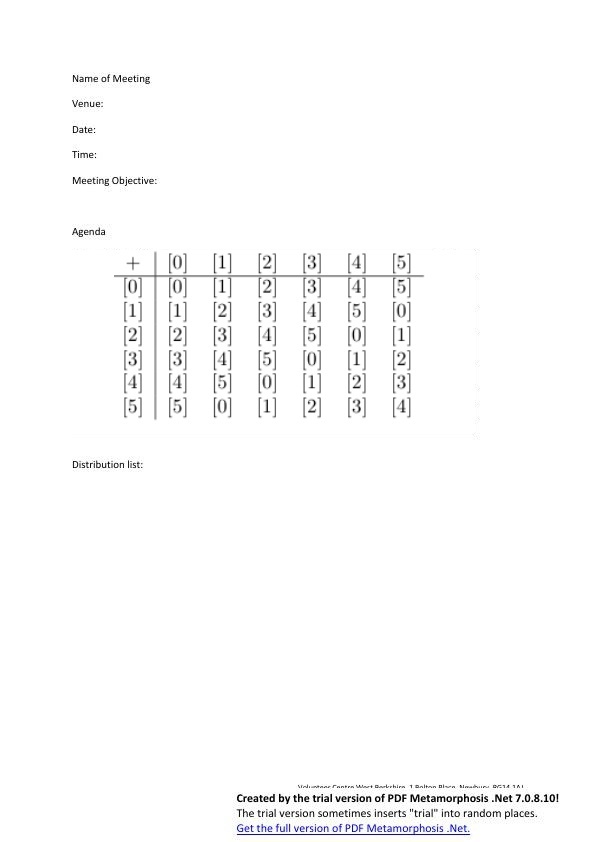 Name of Meeting
Venue:
Date:
Time:
Meeting Objective:
Agenda
+ [0] [1] [2] [3] [4] [5]
[0] [0] [1] [2] [3] [4] [5]
[1] [1] [2] [3] [4] [5] [0]
[2] [2] [3] [4] [5] [0] [1]
[3] [3] [4] [5] [0] [1] [2]
[4] [4] [5] [0] [1] [2] [3]
[5] [5] [0] [1] [2] [3] [4]
Distribution list:
Volunteer Centre West Berkshire, 1 Bolton Place, Newbury, RG14 1AJ
Created by the trial version of PDF Metamorphosis .Net 7.0.8.10!
The trial version sometimes inserts "trial" into random places.
Get the full version of PDF Metamorphosis .Net.